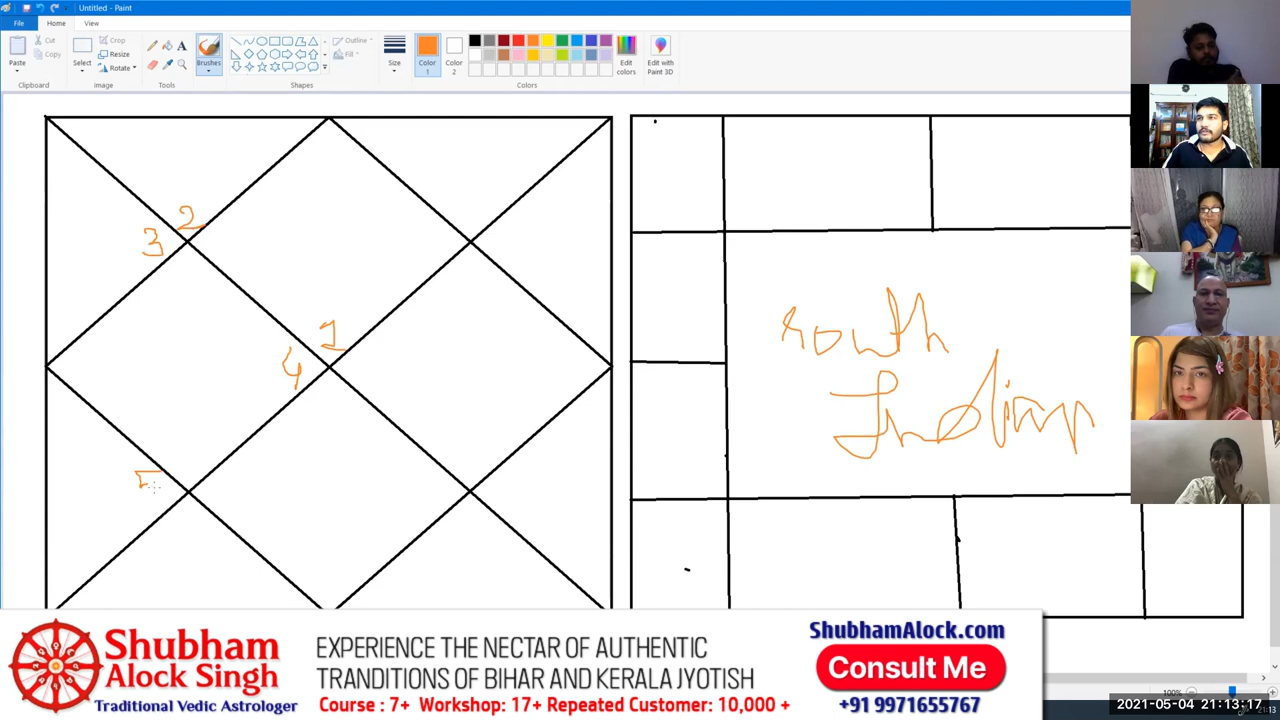 Untitled - Paint
File Home View
Cut
Copy
Paste
Clipboard
Crop
Resize
Rotate
Select
Image
Tools
Brushes
Outline
Fill
Shapes
Size
Color 1
Color 2
Edit colors
Edit with Paint 3D
Colors
2
3
1
4
5
South
Indian
100%
2021-05-04 21:13:17
21:13
Shubham
Alock Singh
Traditional Vedic Astrologer
EXPERIENCE THE NECTAR OF AUTHENTIC
TRANDITIONS OF BIHAR AND KERALA JYOTISH
Course : 7+ Workshop: 17+ Repeated Customer: 10,000 +
ShubhamAlock.com
Consult Me
+91 9971655767